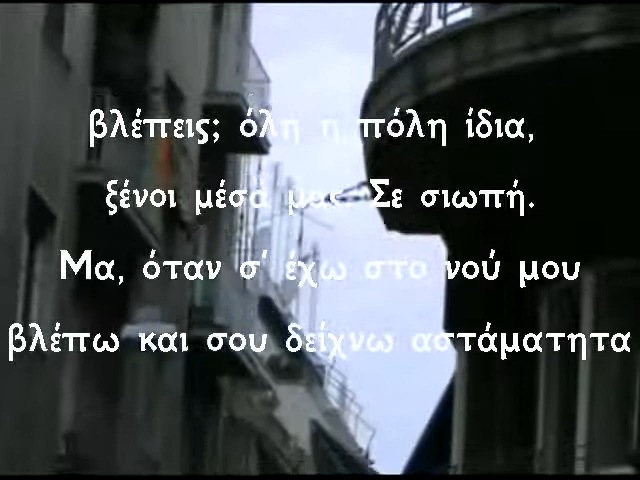 βλέπεις; όλη η πόλη ίδια,
ξένοι μέσα μας. Σε σιωπή.
Μα, όταν σ' έχω στο νού μου
βλέπω και σου δείχνω αστάματητα